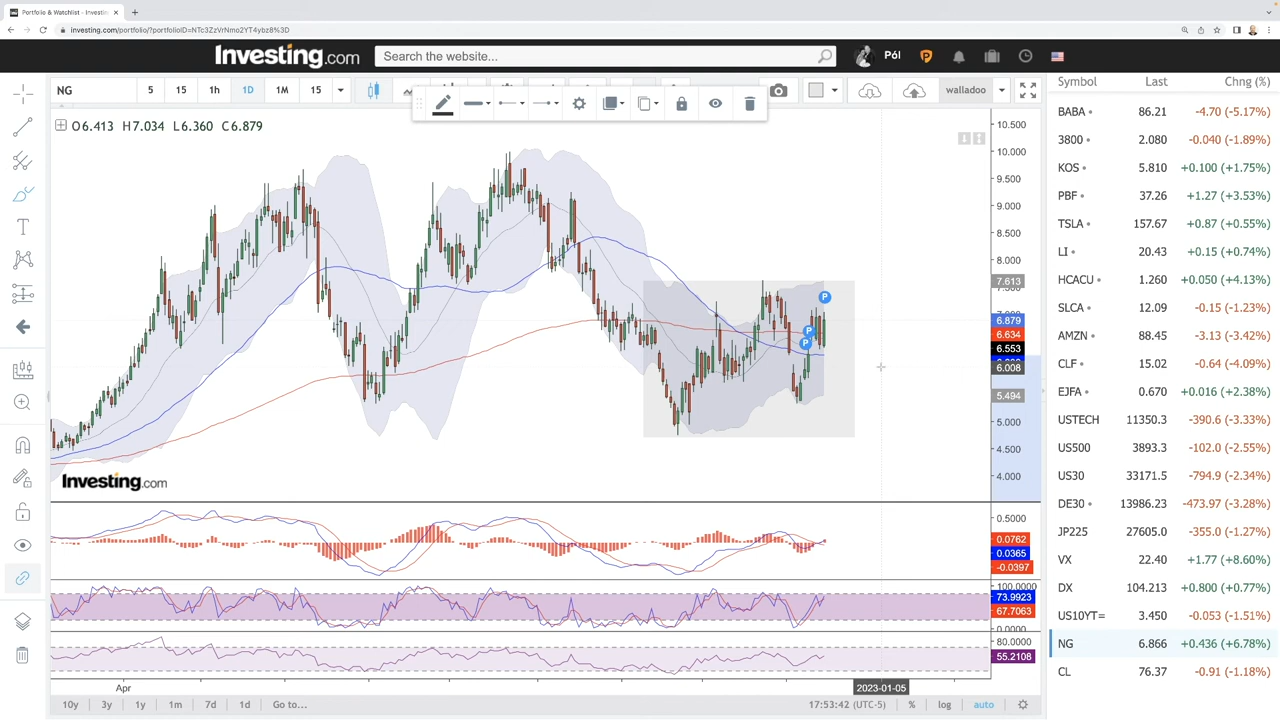 Portfolio & Watchlist - Investin
investing.com/portfolio/?portfolioID=NTc3ZzVrNmo2YT4ybz8%3D
Investing.com
Search the website...
Pól
NG
5
15
1h
1D
1M
15
walladoo
O6.413 H7.034 L6.360 C6.879
10.500
10.000
9.500
9.000
8.500
8.000
7.613
6.879
6.634
6.553
6.008
5.494
5.000
4.500
4.000
P
P
P
Investing.com
0.5000
0.0762
0.0365
-0.0397
100.0000
73.9923
67.7063
0.0000
80.0000
55.2108
Apr
2023-01-05
10y 3y 1y 1m 7d 1d Go to...
17:53:42 (UTC-5) % log auto
Symbol Last Chng (%)
BABA 86.21 -4.70 (-5.17%)
3800 2.080 -0.040 (-1.89%)
KOS 5.810 +0.100 (+1.75%)
PBF 37.26 +1.27 (+3.53%)
TSLA 157.67 +0.87 (+0.55%)
LI 20.43 +0.15 (+0.74%)
HCACU 1.260 +0.050 (+4.13%)
SLCA 12.09 -0.15 (-1.23%)
AMZN 88.45 -3.13 (-3.42%)
CLF 15.02 -0.64 (-4.09%)
EJFA 0.670 +0.016 (+2.38%)
USTECH 11350.3 -390.6 (-3.33%)
US500 3893.3 -102.0 (-2.55%)
US30 33171.5 -794.9 (-2.34%)
DE30 13986.23 -473.97 (-3.28%)
JP225 27605.0 -355.0 (-1.27%)
VX 22.40 +1.77 (+8.60%)
DX 104.213 +0.800 (+0.77%)
US10YT= 3.450 -0.053 (-1.51%)
NG 6.866 +0.436 (+6.78%)
CL 76.37 -0.91 (-1.18%)